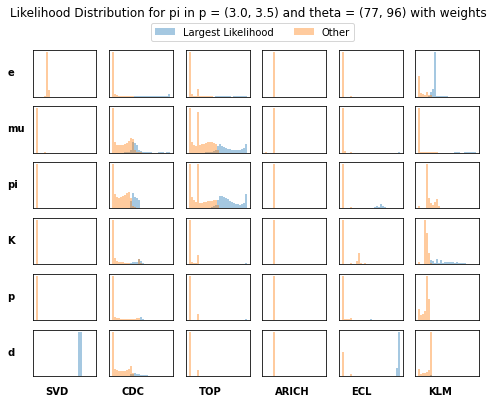 Likelihood Distribution for pi in p = (3.0, 3.5) and theta = (77, 96) with weights
Largest Likelihood Other
e
mu
pi
K
p
d
SVD CDC TOP ARICH ECL KLM